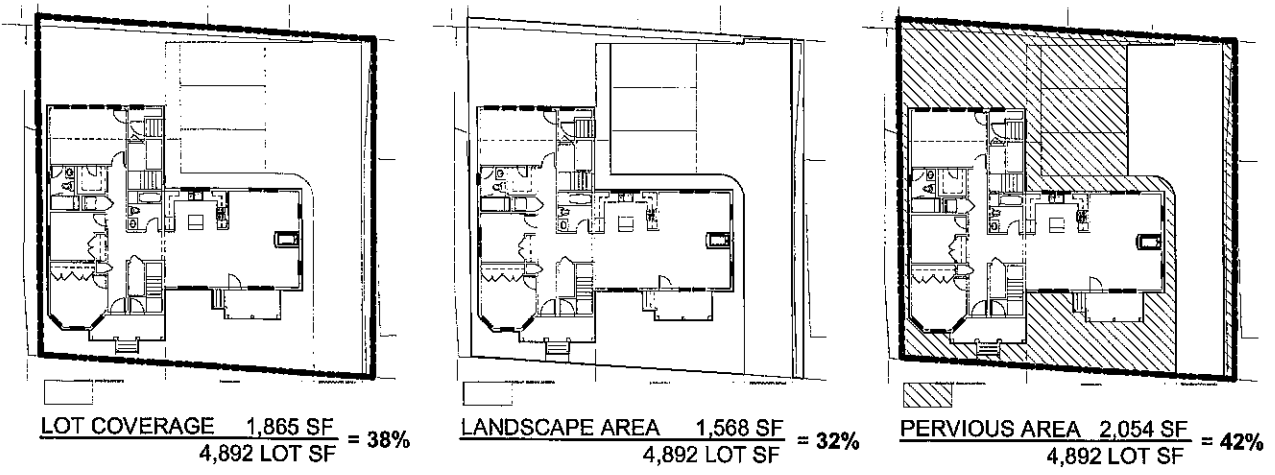 LOT COVERAGE 1,865 SF
4,892 LOT SF
= 38%
LANDSCAPE AREA 1,568 SF
4,892 LOT SF
= 32%
PERVIOUS AREA 2,054 SF
4,892 LOT SF
= 42%